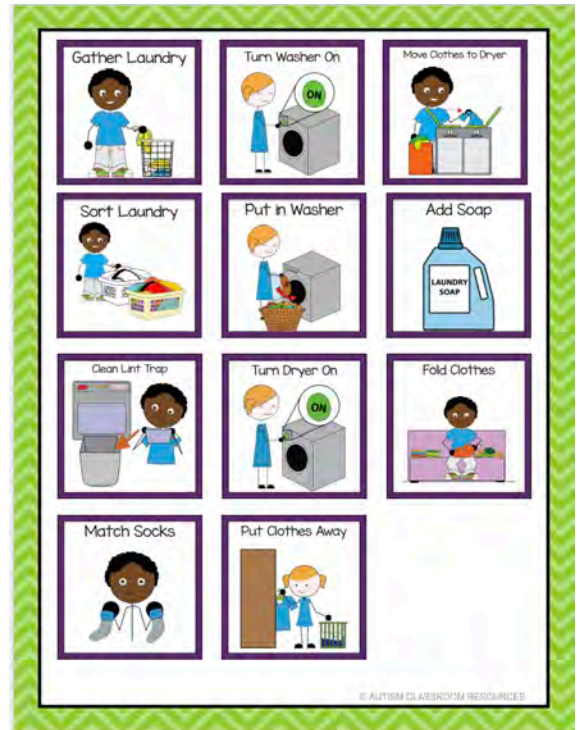 Gather Laundry
Turn Washer On
ON
Move Clothes to Dryer
Sort Laundry
Put in Washer
Add Soap
LAUNDRY
SOAP
Clean Lint Trap
Turn Dryer On
ON
Fold Clothes
Match Socks
Put Clothes Away
© AUTISM CLASSROOM RESOURCES